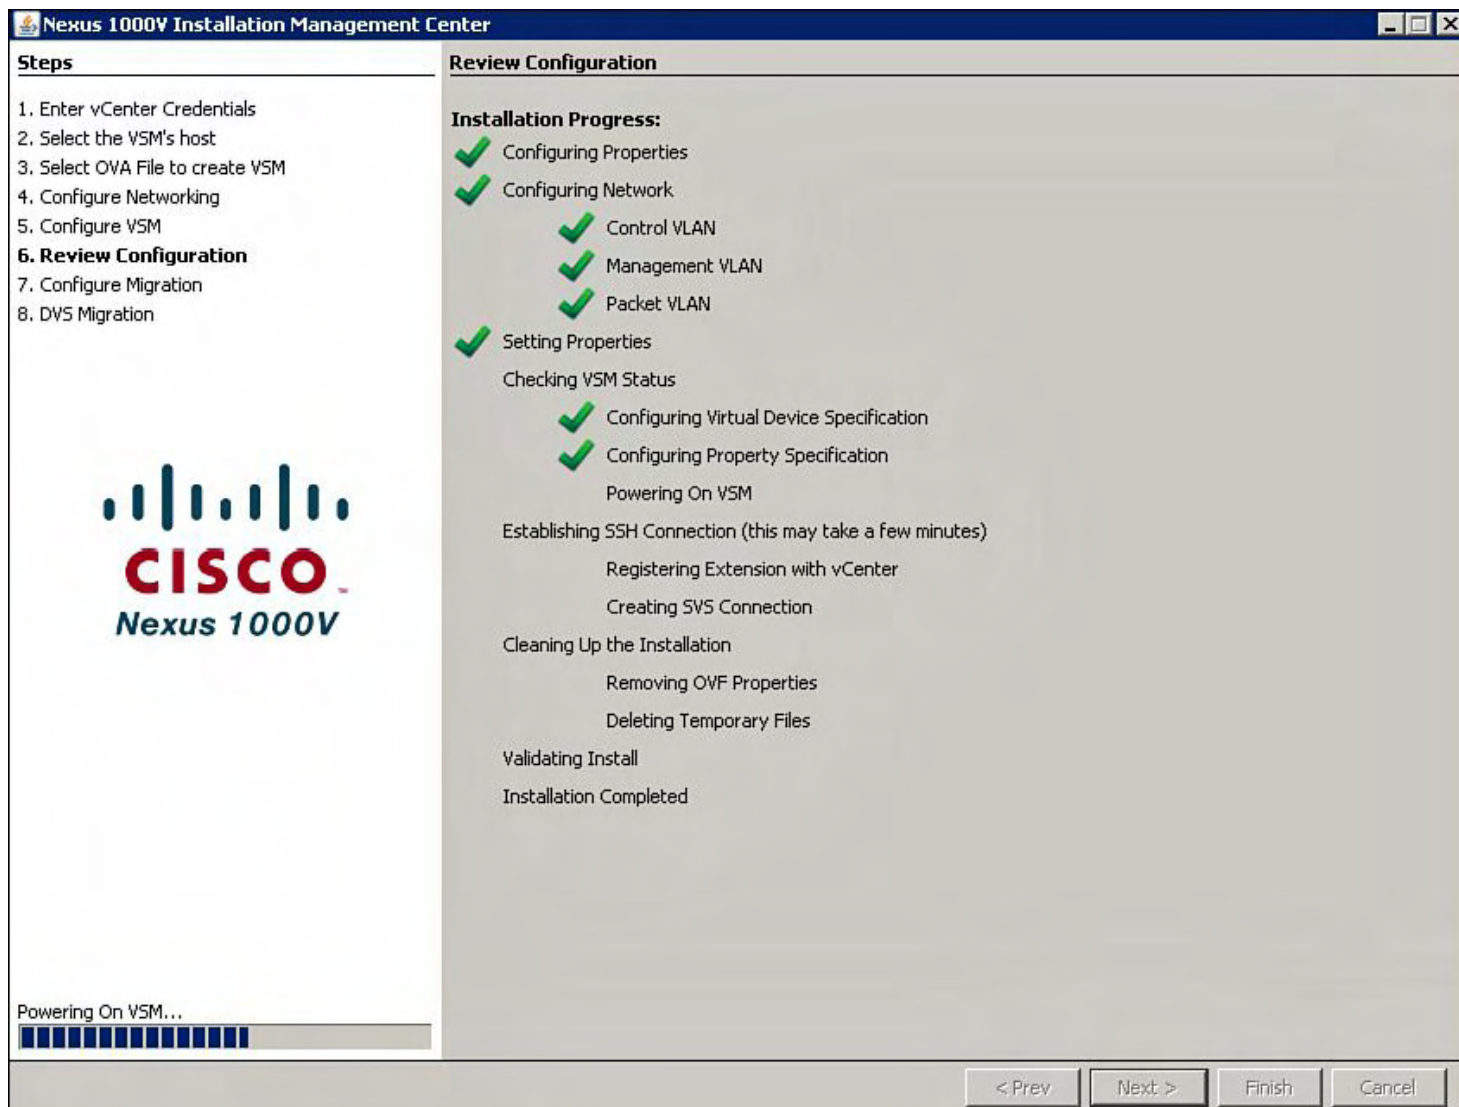 Nexus 1000V Installation Management Center
Steps
1. Enter vCenter Credentials
2. Select the VSM's host
3. Select OVA File to create VSM
4. Configure Networking
5. Configure VSM
6. Review Configuration
7. Configure Migration
8. DVS Migration
CISCO
Nexus 1000V
Powering On VSM...
Review Configuration
Installation Progress:
Configuring Properties
Configuring Network
Control VLAN
Management VLAN
Packet VLAN
Setting Properties
Checking VSM Status
Configuring Virtual Device Specification
Configuring Property Specification
Powering On VSM
Establishing SSH Connection (this may take a few minutes)
Registering Extension with vCenter
Creating SVS Connection
Cleaning Up the Installation
Removing OVF Properties
Deleting Temporary Files
Validating Install
Installation Completed
< Prev Next > Finish Cancel